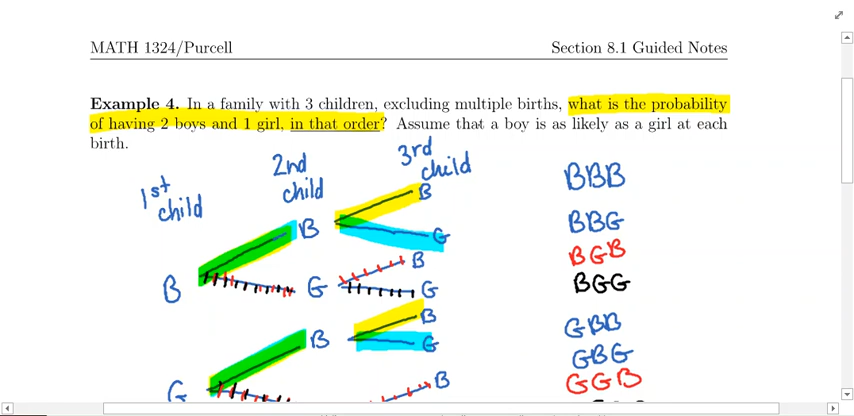 MATH 1324/Purcell Section 8.1 Guided Notes
Example 4. In a family with 3 children, excluding multiple births, what is the probability
of having 2 boys and 1 girl, in that order? Assume that a boy is as likely as a girl at each
birth.
1st child
2nd child
3rd child
B
B
B
G
G
B
G
G
B
B
G
B
BBB
BBG
BGB
BGG
GBB
GBG
GGB